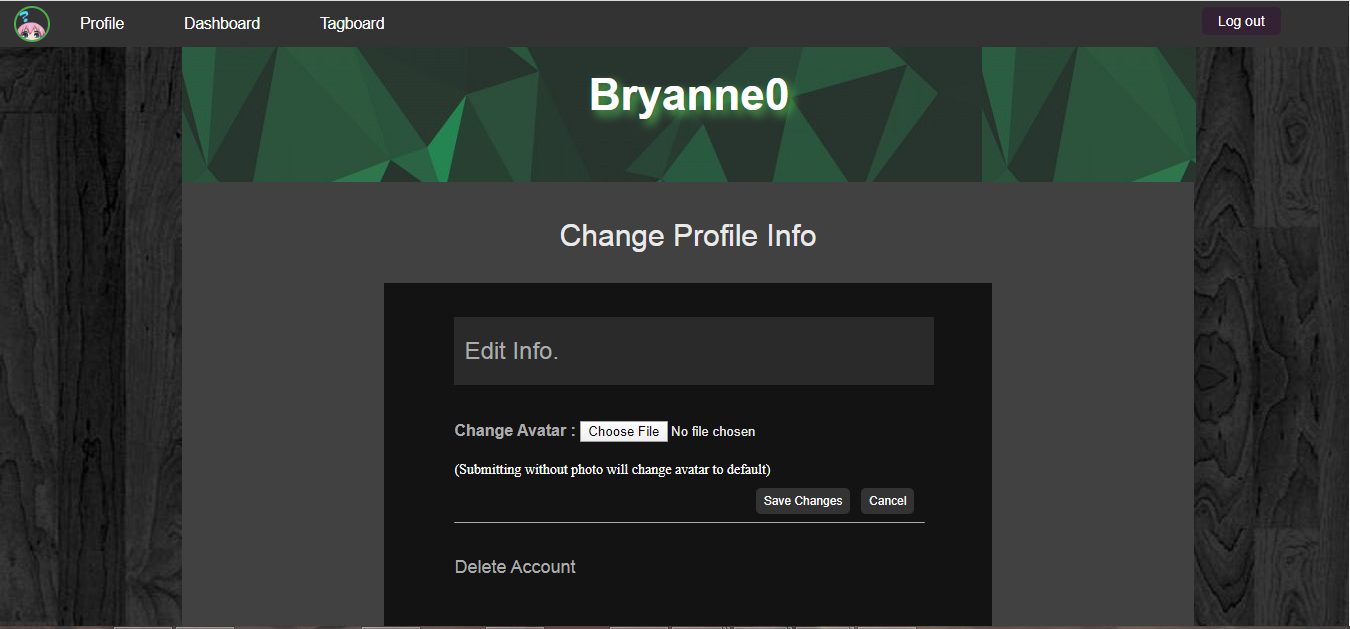 Profile Dashboard Tagboard Log out
Bryanne0
Change Profile Info
Edit Info.
Change Avatar : Choose File No file chosen
(Submitting without photo will change avatar to default)
Save Changes Cancel
Delete Account